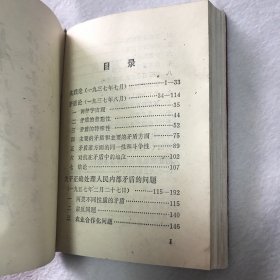 目录
实践论(一九三七年七月) 1—33
矛盾论(一九三七年八月) 34—114
一 两种宇宙观 35
二 矛盾的普遍性 44
三 矛盾的特殊性 53
四 主要的矛盾和主要的矛盾方面 75
五 矛盾诸方面的同一性和斗争性 89
六 对抗在矛盾中的地位 102
七 结论 107
关于正确处理人民内部矛盾的问题
(一九五七年二月二十七日) 115—192
一 两类不同性质的矛盾
二 肃反问题
三 农业合作化问题
1